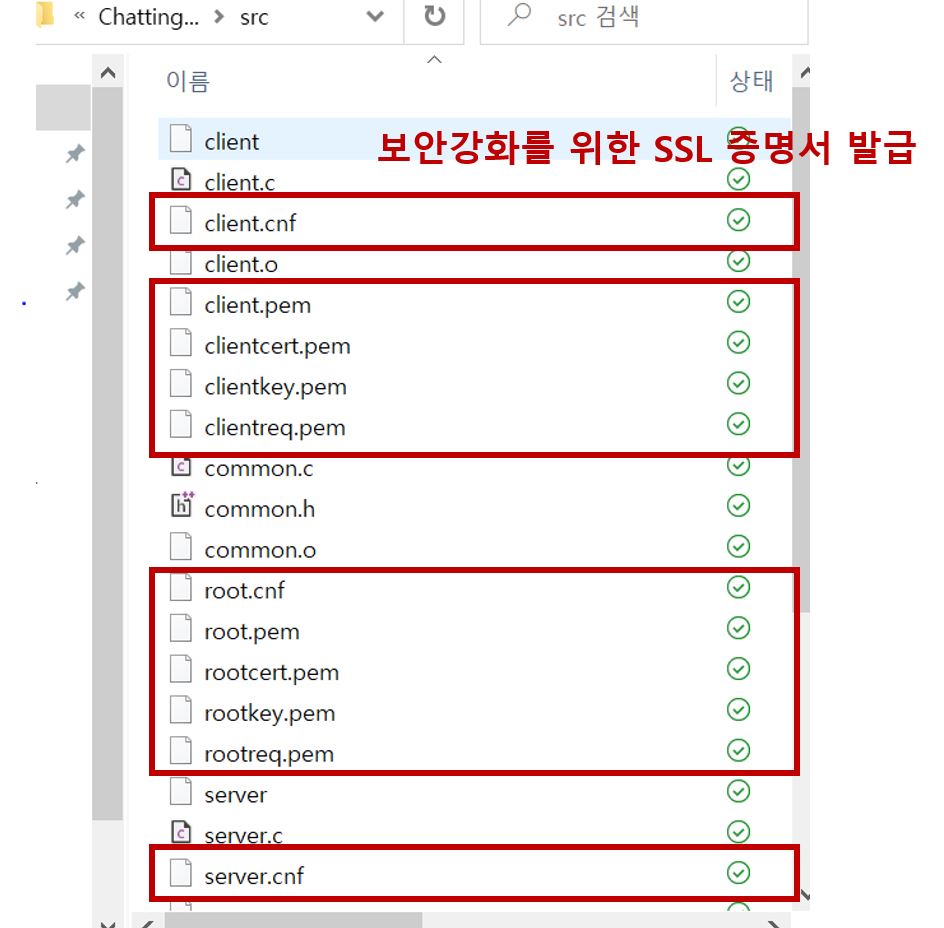 « Chatting... > src
src 검색
이름
상태
client
보안강화를 위한 SSL 증명서 발급
client.c
client.cnf
client.o
client.pem
clientcert.pem
clientkey.pem
clientreq.pem
common.c
common.h
common.o
root.cnf
root.pem
rootcert.pem
rootkey.pem
rootreq.pem
server
server.c
server.cnf